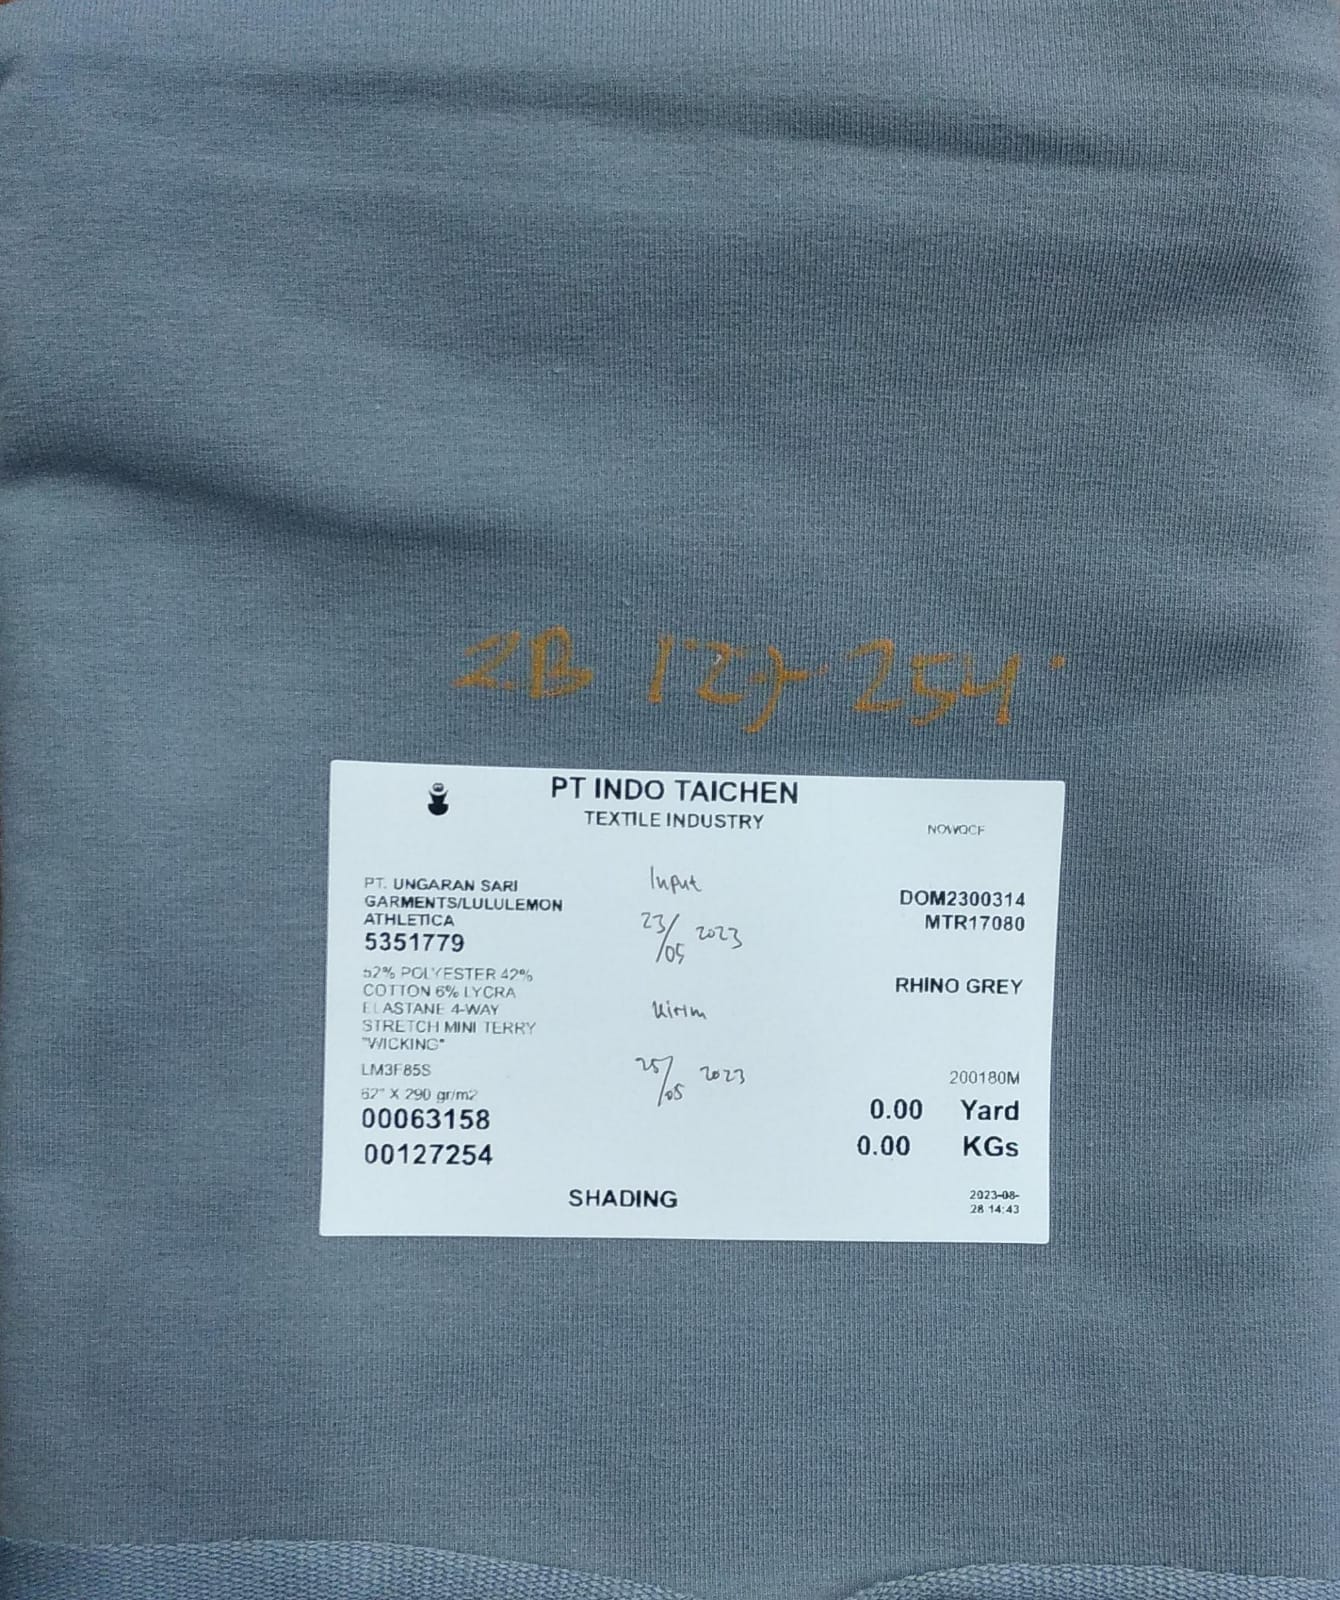 2B 127254
PT INDO TAICHEN
TEXTILE INDUSTRY
NOWQCF
PT. UNGARAN SARI
GARMENTS/LULULEMON
ATHLETICA
5351779
52% POLYESTER 42%
COTTON 6% LYCRA
ELASTANE 4-WAY
STRETCH MINI TERRY
"WICKING"
LM3F85S
62" X 290 gr/m2
00063158
00127254
Input
23/05 2023
Kirim
25/05 2023
DOM2300314
MTR17080
RHINO GREY
200180M
0.00 Yard
0.00 KGs
SHADING
2023-08-
28 14:43